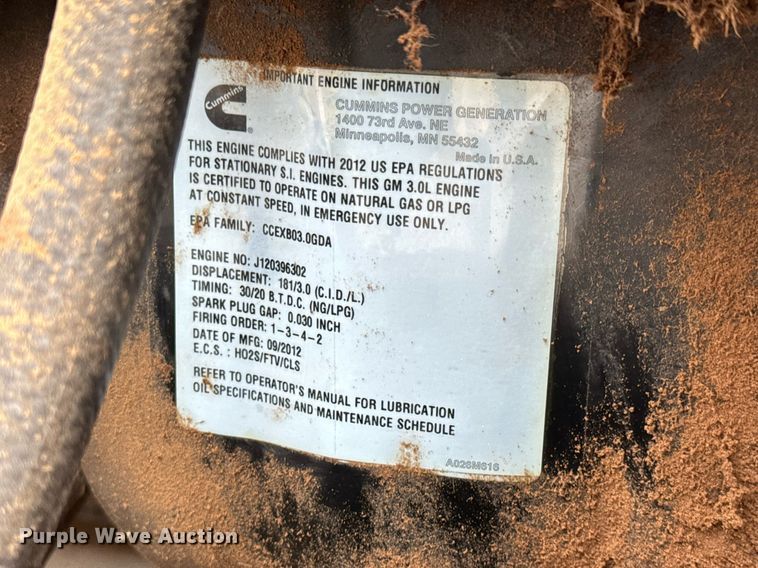 IMPORTANT ENGINE INFORMATION
Cummins
®
CUMMINS POWER GENERATION
1400 73rd Ave. NE
Minneapolis, MN 55432
Made in U.S.A.
THIS ENGINE COMPLIES WITH 2012 US EPA REGULATIONS
FOR STATIONARY S.I. ENGINES. THIS GM 3.0L ENGINE
IS CERTIFIED TO OPERATE ON NATURAL GAS OR LPG
AT CONSTANT SPEED, IN EMERGENCY USE ONLY.
EPA FAMILY: CCEXB03.0GDA
ENGINE NO: J120396302
DISPLACEMENT: 181/3.0 (C.I.D./L.)
TIMING: 30/20 B.T.D.C. (NG/LPG)
SPARK PLUG GAP: 0.030 INCH
FIRING ORDER: 1-3-4-2
DATE OF MFG: 09/2012
E.C.S. : HO2S/FTV/CLS
REFER TO OPERATOR'S MANUAL FOR LUBRICATION
OIL SPECIFICATIONS AND MAINTENANCE SCHEDULE
A026M616
Purple Wave Auction